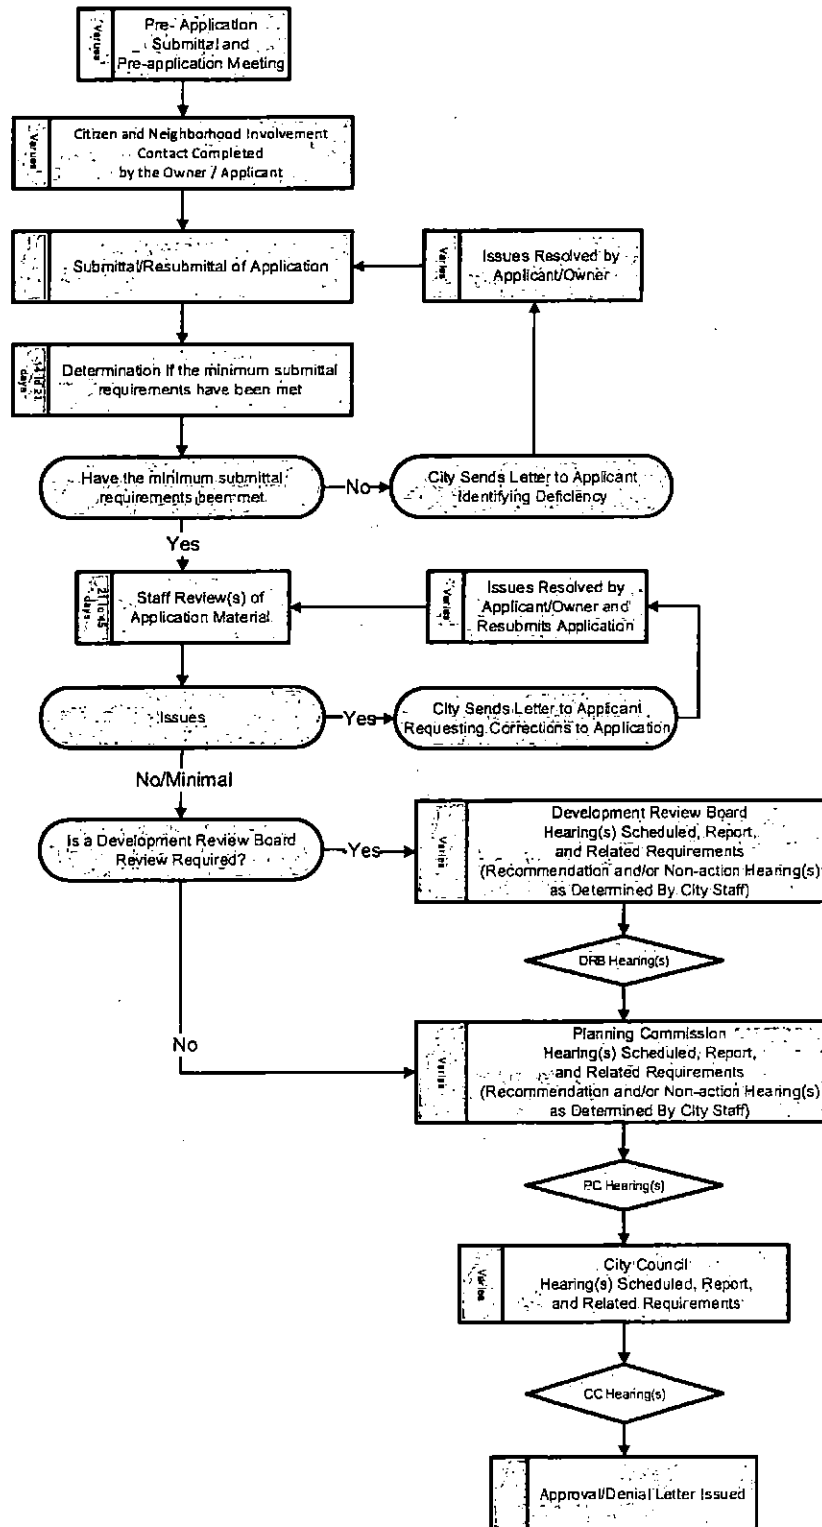 Varies
Pre- Application
Submittal and
Pre-application Meeting
Varies
Citizen and Neighborhood Involvement
Contact Completed
by the Owner / Applicant
Submittal/Resubmittal of Application
Varies
Issues Resolved by
Applicant/Owner
14 to 21
days
Determination If the minimum submittal
requirements have been met
Have the minimum submittal
requirements been met
No
City Sends Letter to Applicant
Identifying Deficiency
Yes
21 to 45
days
Staff Review(s) of
Application Material
Varies
Issues Resolved by
Applicant/Owner and
Resubmits Application
Issues
Yes
City Sends Letter to Applicant
Requesting Corrections to Application
No/Minimal
Is a Development Review Board
Review Required?
Yes
Varies
Development Review Board
Hearing(s) Scheduled, Report,
and Related Requirements
(Recommendation and/or Non-action Hearing(s)
as Determined By City Staff)
DRB Hearing(s)
No
Varies
Planning Commission
Hearing(s) Scheduled, Report,
and Related Requirements
(Recommendation and/or Non-action Hearing(s)
as Determined By City Staff)
PC Hearing(s)
Varies
City Council
Hearing(s) Scheduled, Report,
and Related Requirements
CC Hearing(s)
Approval/Denial Letter Issued